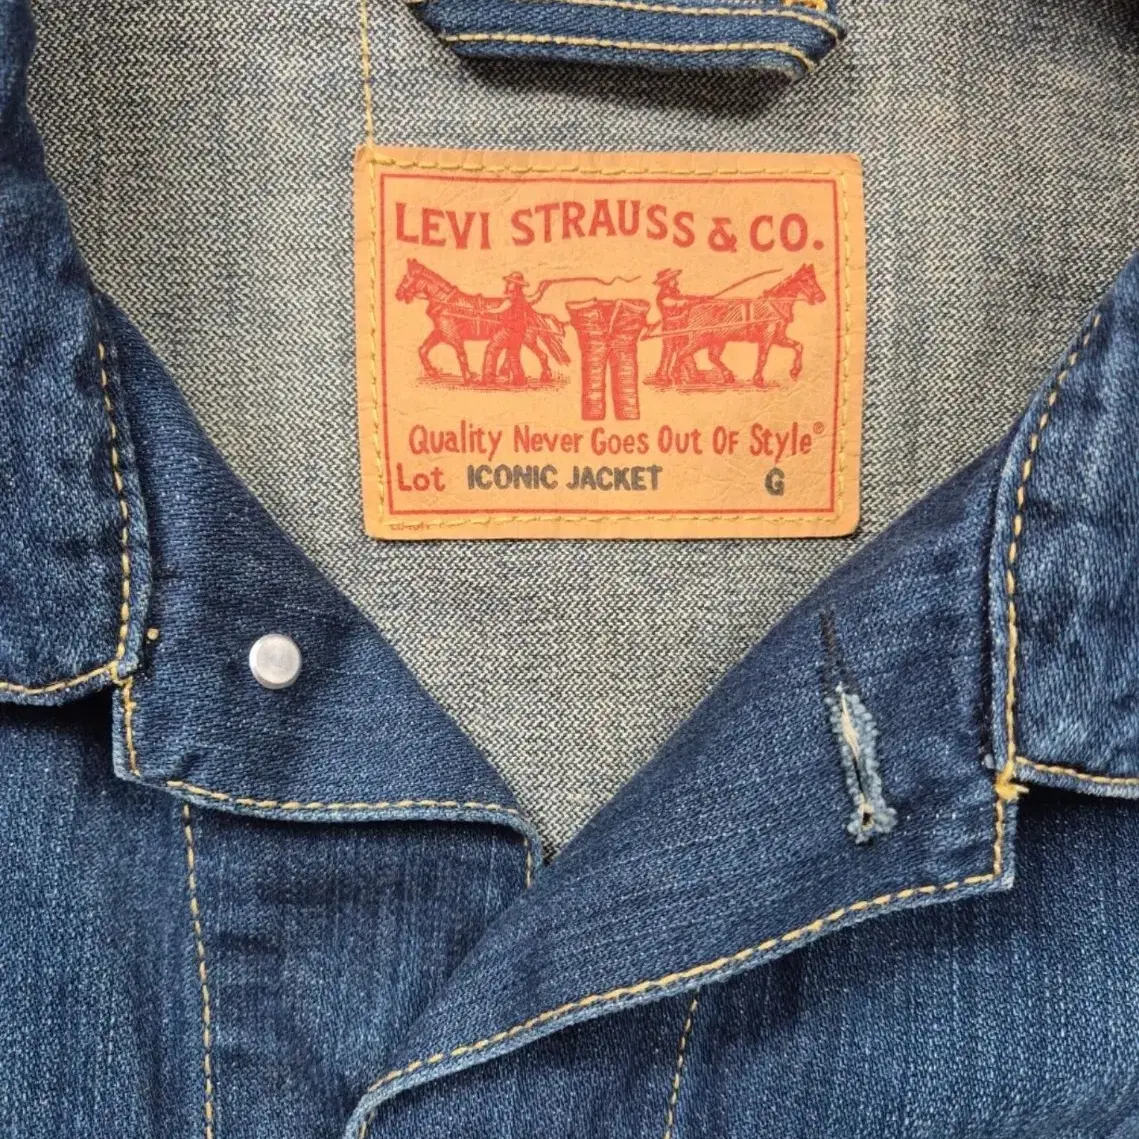 LEVI STRAUSS & CO.
Quality Never Goes Out Of Style®
Lot ICONIC JACKET G